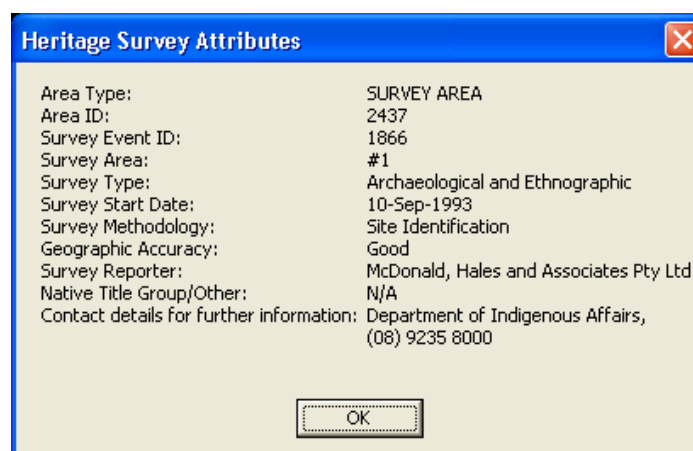 Heritage Survey Attributes
Area Type: SURVEY AREA
Area ID: 2437
Survey Event ID: 1866
Survey Area: #1
Survey Type: Archaeological and Ethnographic
Survey Start Date: 10-Sep-1993
Survey Methodology: Site Identification
Geographic Accuracy: Good
Survey Reporter: McDonald, Hales and Associates Pty Ltd
Native Title Group/Other: N/A
Contact details for further information: Department of Indigenous Affairs,
(08) 9235 8000
OK